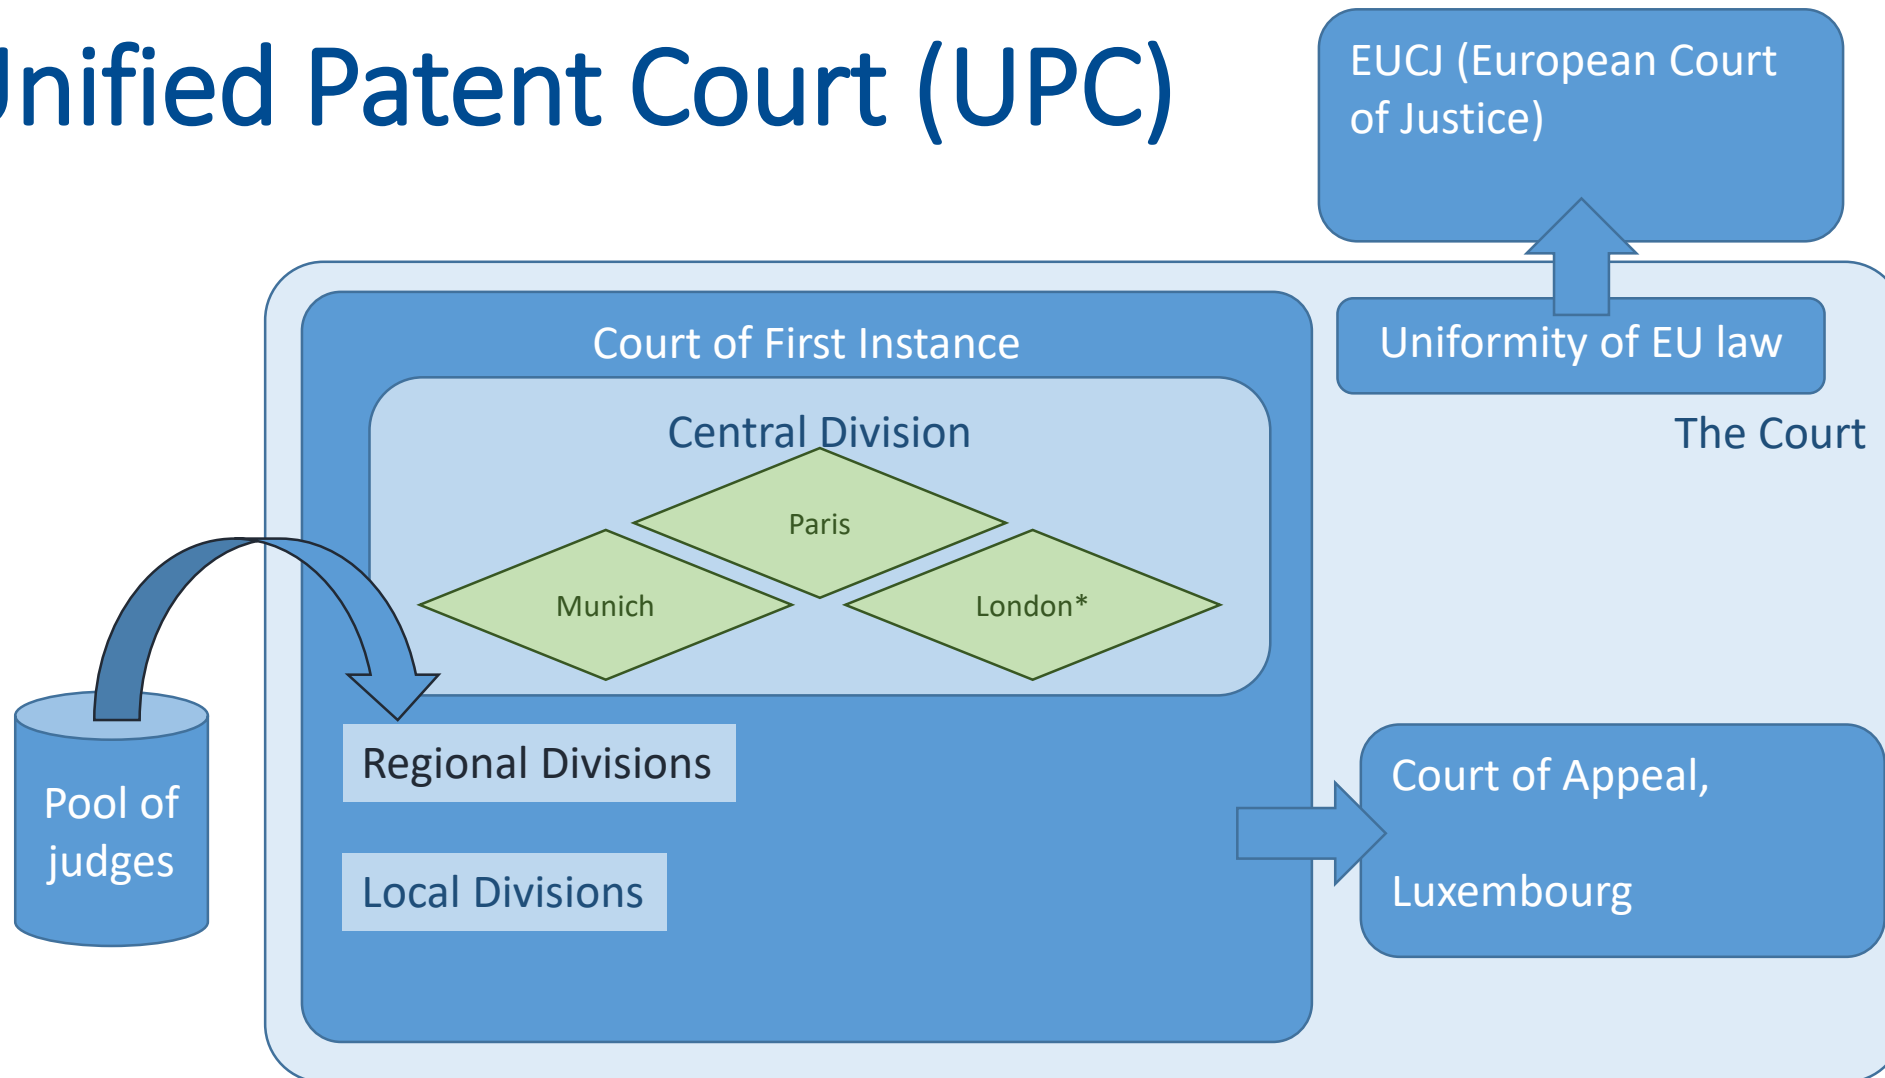 Unified Patent Court (UPC)
EUCJ (European Court
of Justice)
Court of First Instance
Uniformity of EU law
Central Division
The Court
Paris
Munich
London*
Regional Divisions
Local Divisions
Pool of
judges
Court of Appeal,
Luxembourg